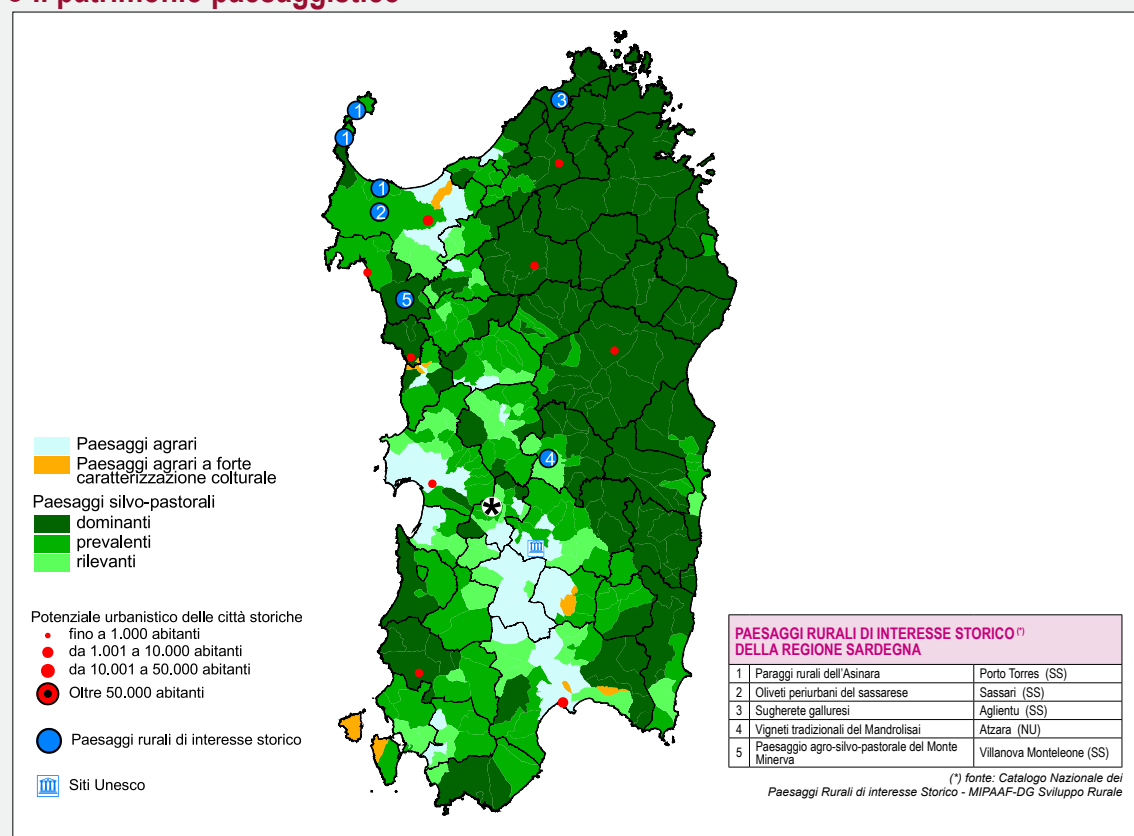 e il patrimonio paesaggistico
1
1
3
1
2
5
4
*
Paesaggi agrari
Paesaggi agrari a forte
caratterizzazione colturale
Paesaggi silvo-pastorali
dominanti
prevalenti
rilevanti
Potenziale urbanistico delle città storiche
fino a 1.000 abitanti
da 1.001 a 10.000 abitanti
da 10.001 a 50.000 abitanti
Oltre 50.000 abitanti
Paesaggi rurali di interesse storico
Siti Unesco
PAESAGGI RURALI DI INTERESSE STORICO (*)
DELLA REGIONE SARDEGNA
1 Paraggi rurali dell'Asinara Porto Torres (SS)
2 Oliveti periurbani del sassarese Sassari (SS)
3 Sugherete galluresi Aglientu (SS)
4 Vigneti tradizionali del Mandrolisai Atzara (NU)
5 Paesaggio agro-silvo-pastorale del Monte
Minerva Villanova Monteleone (SS)
(*) fonte: Catalogo Nazionale dei
Paesaggi Rurali di interesse Storico - MIPAAF-DG Sviluppo Rurale